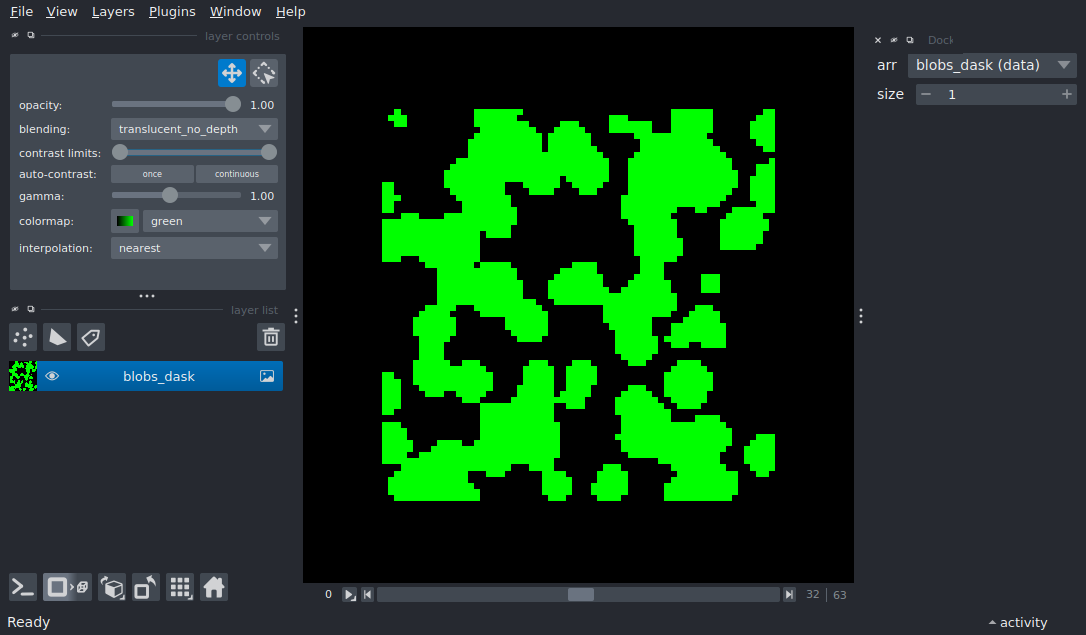 File View Layers Plugins Window Help
layer controls
opacity: 1.00
blending: translucent_no_depth
contrast limits:
auto-contrast: once continuous
gamma: 1.00
colormap: green
interpolation: nearest
layer list
blobs_dask
0 32 63
Ready
activity
Dock
arr blobs_dask (data)
size 1